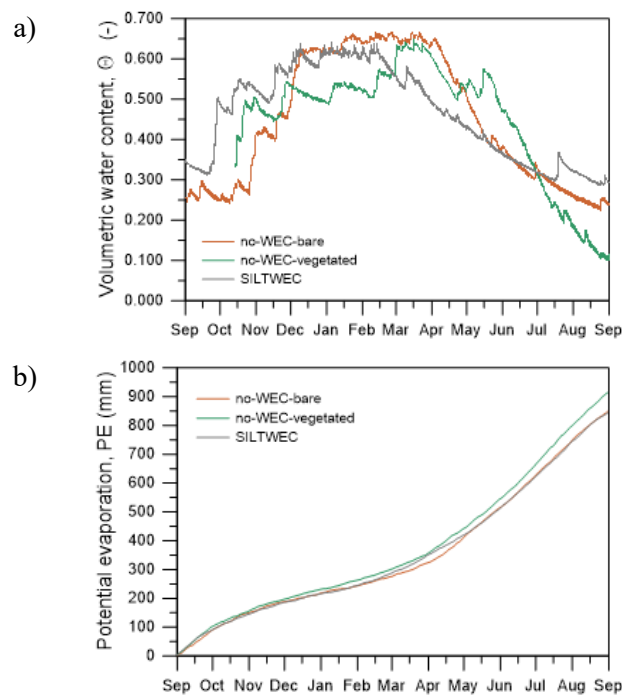 a)
Volumetric water content, Θ (-)
0.700
0.600
0.500
0.400
0.300
0.200
0.100
0.000
no-WEC-bare
no-WEC-vegetated
SILTWEC
Sep Oct Nov Dec Jan Feb Mar Apr May Jun Jul Aug Sep
b)
Potential evaporation, PE (mm)
1000
900
800
700
600
500
400
300
200
100
0
no-WEC-bare
no-WEC-vegetated
SILTWEC
Sep Oct Nov Dec Jan Feb Mar Apr May Jun Jul Aug Sep